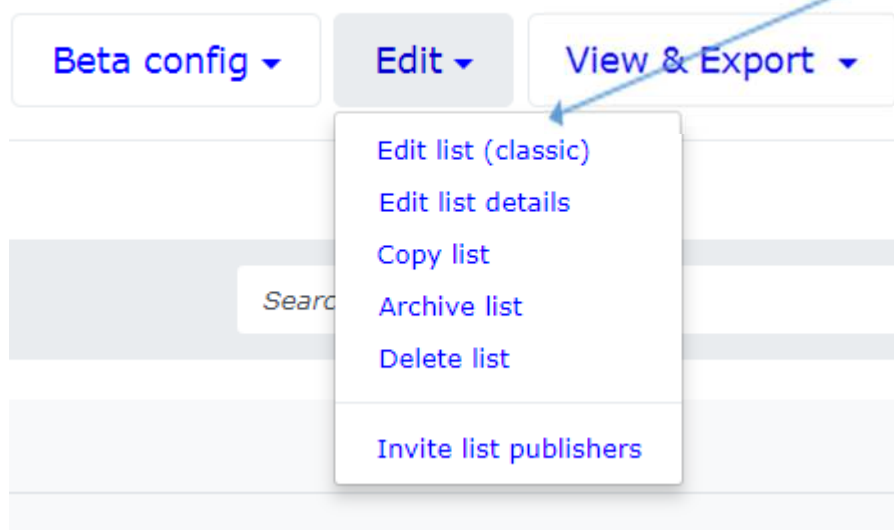 Beta config
Edit
View & Export
Edit list (classic)
Edit list details
Copy list
Archive list
Delete list
Invite list publishers